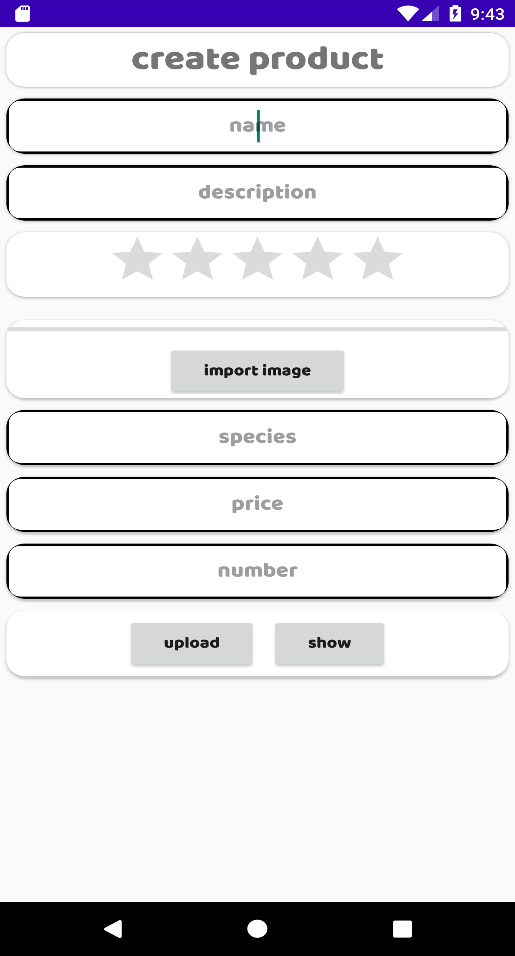 9:43
create product
name
description
import image
species
price
number
upload show